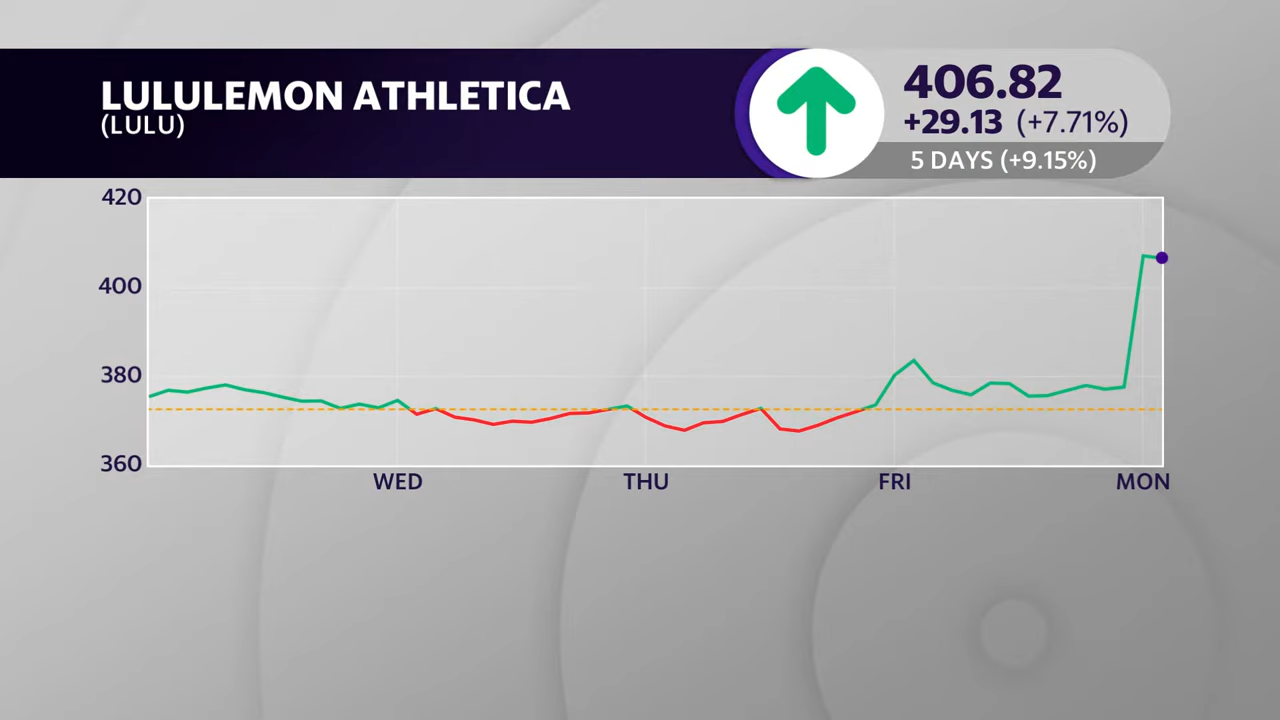 LULULEMON ATHLETICA
(LULU)
406.82
+29.13 (+7.71%)
5 DAYS (+9.15%)
420
400
380
360
WED THU FRI MON